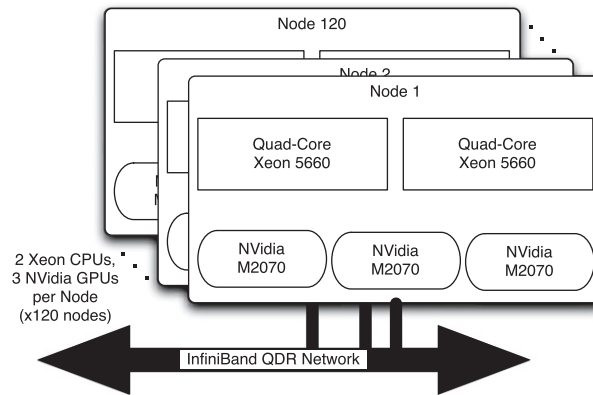 Node 120
Node 2
Node 1
Quad-Core
Xeon 5660
Quad-Core
Xeon 5660
NVidia
M2070
NVidia
M2070
NVidia
M2070
2 Xeon CPUs,
3 NVidia GPUs
per Node
(x120 nodes)
InfiniBand QDR Network